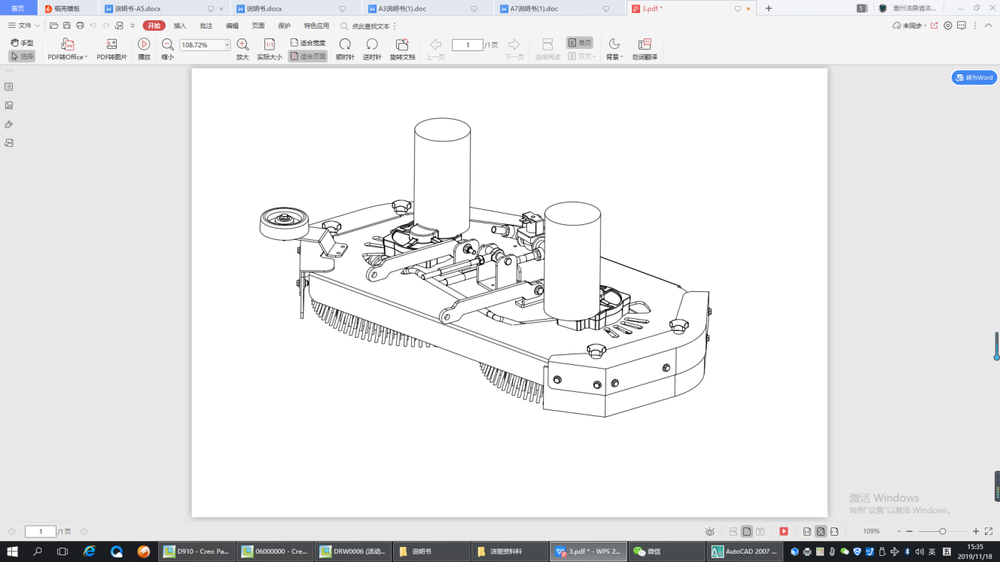 首页 稻壳模板 说明书-A5.docx 说明书.docx A3说明书(1).doc A7说明书(1).doc 3.pdf * 5 惠州洁鼎清洁...
文件 开始 插入 批注 编辑 页面 保护 特色应用 点此查找文本 未同步
手型 108.72% 适合宽度 1 /1页 单页
选择 PDF转Office PDF转图片 播放 缩小 放大 实际大小 适合页面 顺时针 逆时针 旋转文档 上一页 下一页 连续阅读 双页 背景 划词翻译
转为Word
激活 Windows
转到"设置"以激活 Windows。
1 /1页 109%
D910 - Creo Pa... 06000000 - Cre... DRW0006 (活动... 说明书 洁驰资料科 3.pdf * - WPS 2... 微信 AutoCAD 2007 ... 英 五 15:35
2019/11/18